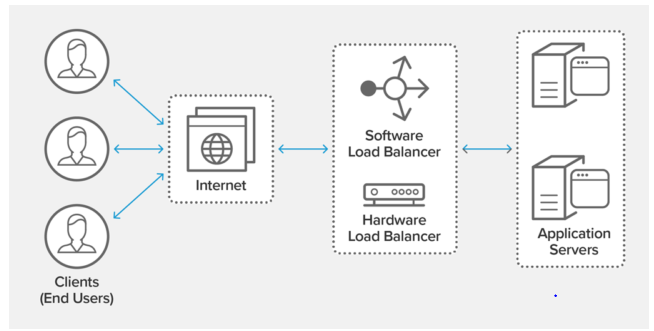 Clients
(End Users)
Internet
Software
Load Balancer
Hardware
Load Balancer
Application
Servers